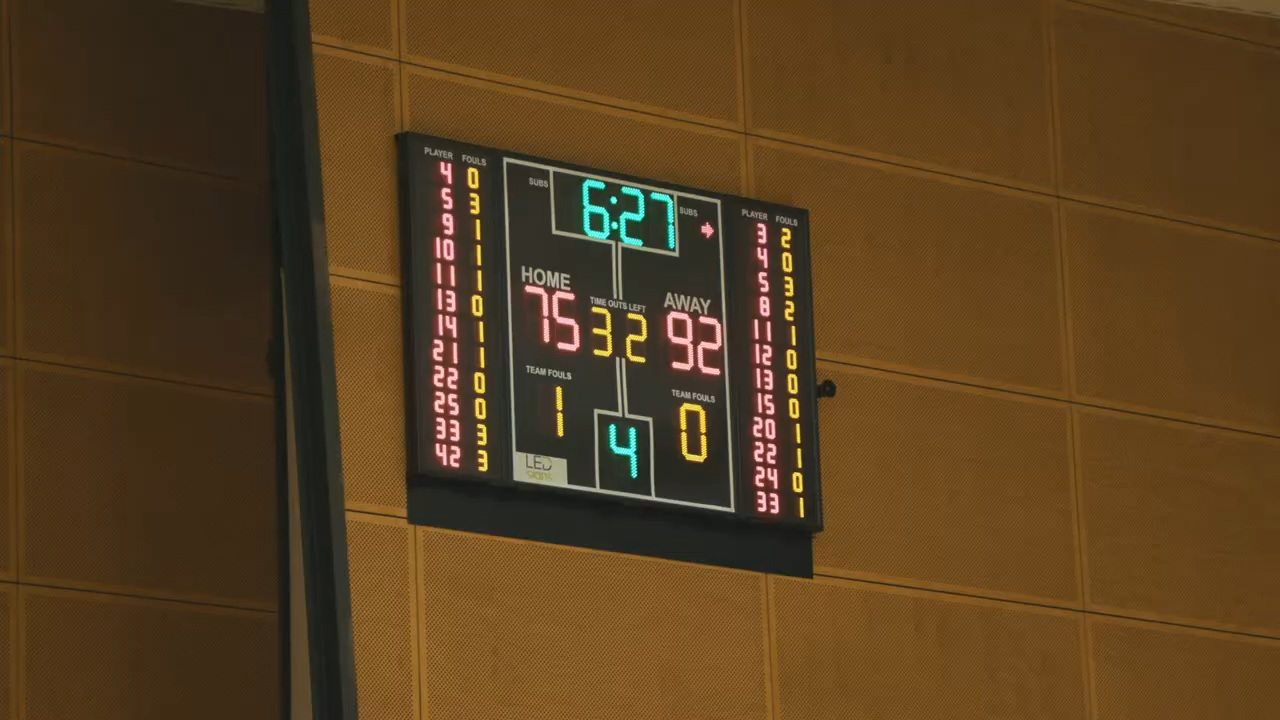 PLAYER FOULS
4 0
5 3
9 1
10 1
11 1
13 0
14 1
21 1
22 0
25 0
33 3
42 3
SUBS 6:27 SUBS
HOME AWAY
TIME OUTS LEFT
75 3 2 92
TEAM FOULS TEAM FOULS
1 0
4
LED
signs
PLAYER FOULS
3 2
4 0
5 3
8 2
11 1
12 0
13 0
15 0
20 1
22 1
24 0
33 1